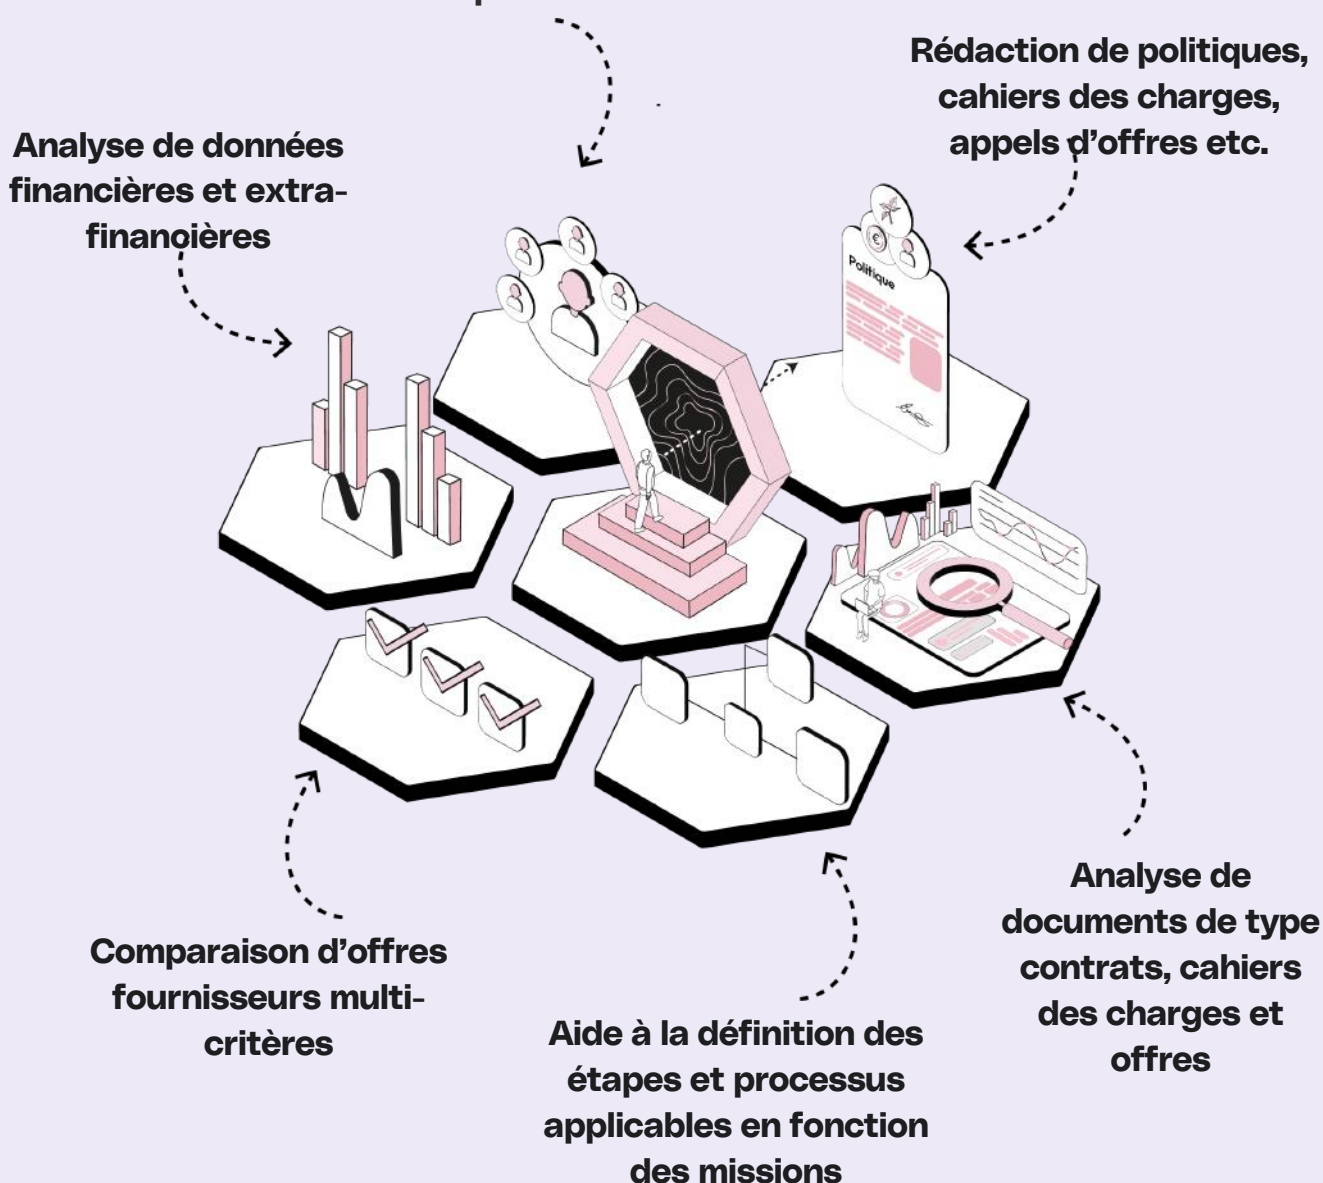 Rédaction de politiques,
cahiers des charges,
appels d’offres etc.
Analyse de données
financières et extra-
financières
Politique
Analyse de
documents de type
contrats, cahiers
des charges et
offres
Comparaison d’offres
fournisseurs multi-
critères
Aide à la définition des
étapes et processus
applicables en fonction
des missions